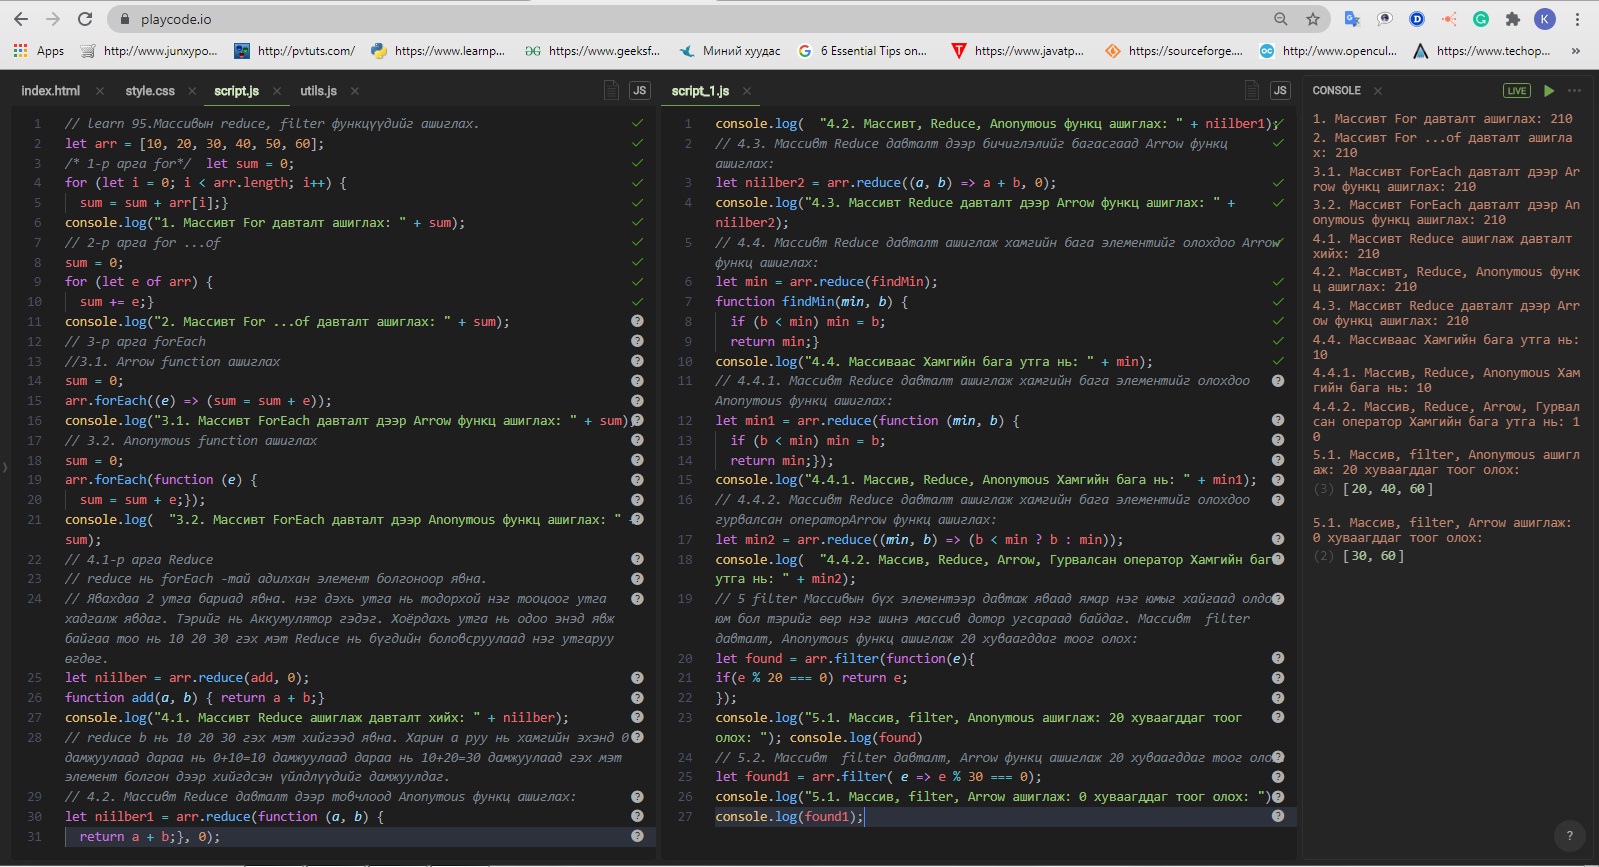 playcode.io
K
Apps
http://www.junxypo...
http://pvtuts.com/
https://www.learnp...
https://www.geeksf...
Миний хуудас
6 Essential Tips on...
https://www.javatp...
https://sourceforge....
http://www.opencul...
https://www.techop...
»
index.html
style.css
script.js
utils.js
JS
1 // learn 95.Массивын reduce, filter функцүүдийг ашиглах.
2 let arr = [10, 20, 30, 40, 50, 60];
3 /* 1-р арга for*/  let sum = 0;
4 for (let i = 0; i < arr.length; i++) {
5   sum = sum + arr[i];}
6 console.log("1. Массивт For давталт ашиглах: " + sum);
7 // 2-р арга for ...of
8 sum = 0;
9 for (let e of arr) {
10   sum += e;}
11 console.log("2. Массивт For ...of давталт ашиглах: " + sum);
12 // 3-р арга forEach
13 //3.1. Arrow function ашиглах
14 sum = 0;
15 arr.forEach((e) => (sum = sum + e));
16 console.log("3.1. Массивт ForEach давталт дээр Arrow функц ashиглах: " + sum)
17 // 3.2. Anonymous function ашиглах
18 sum = 0;
19 arr.forEach(function (e) {
20   sum = sum + e;});
21 console.log(  "3.2. Массивт ForEach давталт дээр Anonymous функц ашиглах: " +
sum);
22 // 4.1-р арга Reduce
23 // reduce нь forEach -тай адилхан элемент болгоноор явна.
24 // Явахдаа 2 утга бариад явна. нэг дэхь утга нь тодорхой нэг тооцоог утга
хадгалж явдаг. Тэрийг нь Аккумулятор гэдэг. Хоёрдахь утга нь одоо энэд явж
байгаа тоо нь 10 20 30 гэх мэт Reduce нь бүгдийн боловсруулаад нэг утгаруу
өгдөг.
25 let niilber = arr.reduce(add, 0);
26 function add(a, b) { return a + b;}
27 console.log("4.1. Массивт Reduce ашиглаж давталт хийх: " + niilber);
28 // reduce b нь 10 20 30 гэх мэт хийгээд явна. Харин a руу нь хамгийн эхэнд 0
дамжуулаад дараа нь 0+10=10 дамжуулаад дараа нь 10+20=30 дамжуулаад гэх мэт
элемент болгон дээр хийгдсэн үйлдлүүдийг дамжуулдаг.
29 // 4.2. Массивт Reduce давталт дээр товчлоод Anonymous функц ашиглах:
30 let niilber1 = arr.reduce(function (a, b) {
31   return a + b;}, 0);
script_1.js
JS
1 console.log(  "4.2. Массивт, Reduce, Anonymous функц ашиглах: " + niilber1);
2 // 4.3. Массивт Reduce давталт дээр бичиглэлийг багасгаад Arrow функц
ашиглах:
3 let niilber2 = arr.reduce((a, b) => a + b, 0);
4 console.log("4.3. Массивт Reduce давталт дээр Arrow функц ашиглах: " +
niilber2);
5 // 4.4. Массивт Reduce давталт ашиглаж хамгийн бага элементийг олохдоо Arrow
функц ашиглах:
6 let min = arr.reduce(findMin);
7 function findMin(min, b) {
8   if (b < min) min = b;
9   return min;}
10 console.log("4.4. Массиваас Хамгийн бага утга нь: " + min);
11 // 4.4.1. Массивт Reduce давталт ашиглаж хамгийн бага элементийг олохдоо
Anonymous функц ашиглах:
12 let min1 = arr.reduce(function (min, b) {
13   if (b < min) min = b;
14   return min;});
15 console.log("4.4.1. Массив, Reduce, Anonymous Хамгийн бага нь: " + min1);
16 // 4.4.2. Массивт Reduce давталт ашиглаж хамгийн бага элементийг олохдоо
гурвалсан операторArrow функц ашиглах:
17 let min2 = arr.reduce((min, b) => (b < min ? b : min));
18 console.log(  "4.4.2. Массив, Reduce, Arrow, Гурвалсан оператор Хамгийн баг
утга нь: " + min2);
19 // 5 filter Массивын бүх элементээр давтаж яваад ямар нэг юмыг хайгаад олдо
юм бол тэрийг өөр нэг шинэ массив дотор угсараад байдаг. Массивт  filter
давталт, Anonymous функц ашиглаж 20 хуваагддаг тоог олох:
20 let found = arr.filter(function(e){
21 if(e % 20 === 0) return e;
22 });
23 console.log("5.1. Массив, filter, Anonymous ашиглаж: 20 хуваагддаг тоог
олох: "); console.log(found)
24 // 5.2. Массивт  filter давталт, Arrow функц ашиглаж 20 хуваагддаг тоог оло
25 let found1 = arr.filter( e => e % 30 === 0);
26 console.log("5.1. Массив, filter, Arrow ашиглаж: 0 хуваагддаг тоог олох: ")
27 console.log(found1);
CONSOLE
LIVE
1. Массивт For давталт ашиглах: 210
2. Массивт For ...of давталт ашигла
х: 210
3.1. Массивт ForEach давталт дээр Ar
row функц ашиглах: 210
3.2. Массивт ForEach давталт дээр An
onymous функц ашиглах: 210
4.1. Массивт Reduce ашиглаж давталт
хийх: 210
4.2. Массивт, Reduce, Anonymous функ
ц ашиглах: 210
4.3. Массивт Reduce давталт дээр Arr
ow функц ашиглах: 210
4.4. Массиваас Хамгийн бага утга нь:
10
4.4.1. Массив, Reduce, Anonymous Хам
гийн бага нь: 10
4.4.2. Массив, Reduce, Arrow, Гурвал
сан оператор Хамгийн бага утга нь: 1
0
5.1. Массив, filter, Anonymous ашигл
аж: 20 хуваагддаг тоог олох:
(3) [20, 40, 60]
5.1. Массив, filter, Arrow ашиглаж:
0 хуваагддаг тоог олох:
(2) [30, 60]
?